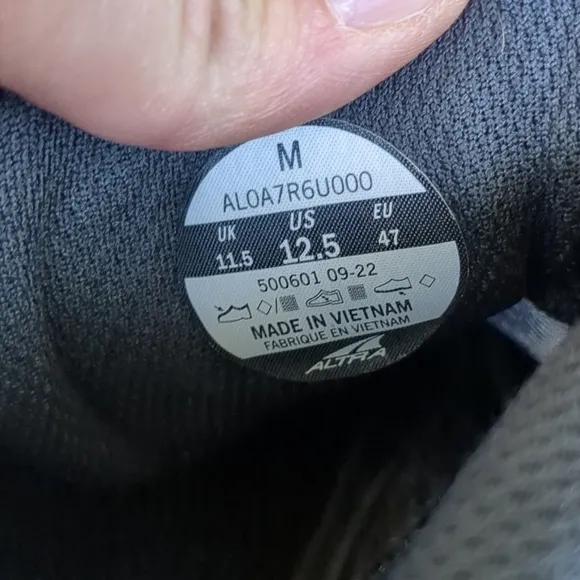 M
AL0A7R6U000
UK US EU
11.5 12.5 47
500601 09-22
MADE IN VIETNAM
FABRIQUE EN VIETNAM
ALTRA